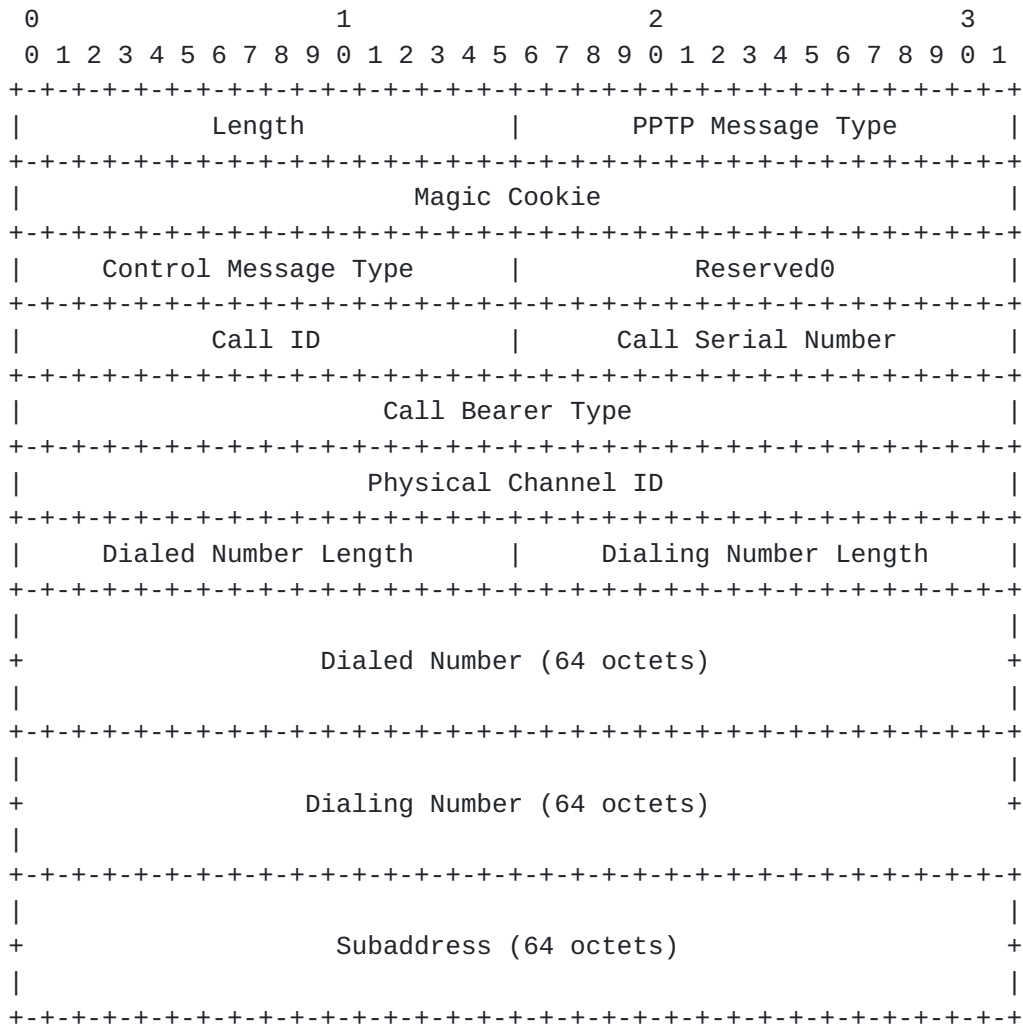 0                   1                   2                   3
 0 1 2 3 4 5 6 7 8 9 0 1 2 3 4 5 6 7 8 9 0 1 2 3 4 5 6 7 8 9 0 1
+-+-+-+-+-+-+-+-+-+-+-+-+-+-+-+-+-+-+-+-+-+-+-+-+-+-+-+-+-+-+-+-+
|            Length             |       PPTP Message Type       |
+-+-+-+-+-+-+-+-+-+-+-+-+-+-+-+-+-+-+-+-+-+-+-+-+-+-+-+-+-+-+-+-+
|                         Magic Cookie                          |
+-+-+-+-+-+-+-+-+-+-+-+-+-+-+-+-+-+-+-+-+-+-+-+-+-+-+-+-+-+-+-+-+
|     Control Message Type      |           Reserved0           |
+-+-+-+-+-+-+-+-+-+-+-+-+-+-+-+-+-+-+-+-+-+-+-+-+-+-+-+-+-+-+-+-+
|            Call ID            |      Call Serial Number       |
+-+-+-+-+-+-+-+-+-+-+-+-+-+-+-+-+-+-+-+-+-+-+-+-+-+-+-+-+-+-+-+-+
|                       Call Bearer Type                        |
+-+-+-+-+-+-+-+-+-+-+-+-+-+-+-+-+-+-+-+-+-+-+-+-+-+-+-+-+-+-+-+-+
|                      Physical Channel ID                      |
+-+-+-+-+-+-+-+-+-+-+-+-+-+-+-+-+-+-+-+-+-+-+-+-+-+-+-+-+-+-+-+-+
|     Dialed Number Length      |     Dialing Number Length     |
+-+-+-+-+-+-+-+-+-+-+-+-+-+-+-+-+-+-+-+-+-+-+-+-+-+-+-+-+-+-+-+-+
|                                                               |
+                   Dialed Number (64 octets)                   +
|                                                               |
+-+-+-+-+-+-+-+-+-+-+-+-+-+-+-+-+-+-+-+-+-+-+-+-+-+-+-+-+-+-+-+-+
|                                                               |
+                  Dialing Number (64 octets)                   +
|
+-+-+-+-+-+-+-+-+-+-+-+-+-+-+-+-+-+-+-+-+-+-+-+-+-+-+-+-+-+-+-+-+
|                                                               |
+                    Subaddress (64 octets)                     +
|                                                               |
+-+-+-+-+-+-+-+-+-+-+-+-+-+-+-+-+-+-+-+-+-+-+-+-+-+-+-+-+-+-+-+-+